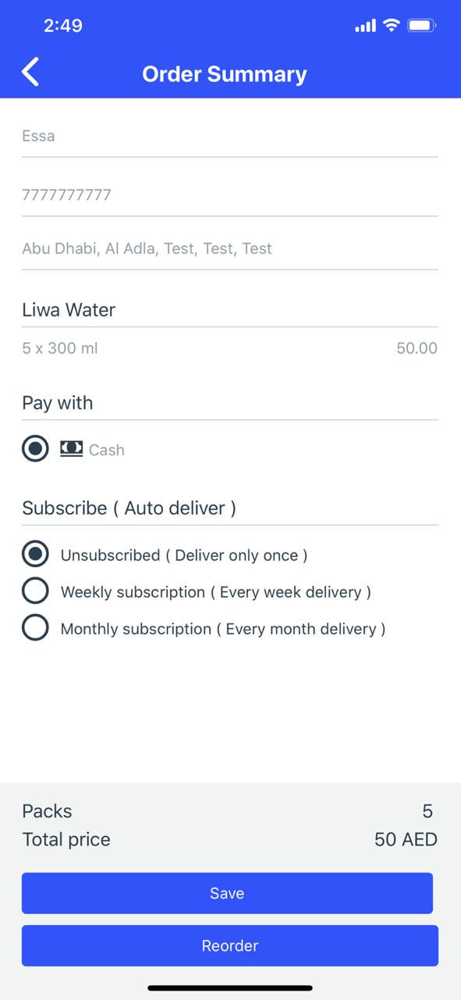 2:49
Order Summary
Essa
7777777777
Abu Dhabi, Al Adla, Test, Test, Test
Liwa Water
5 x 300 ml 50.00
Pay with
Cash
Subscribe ( Auto deliver )
Unsubscribed ( Deliver only once )
Weekly subscription ( Every week delivery )
Monthly subscription ( Every month delivery )
Packs 5
Total price 50 AED
Save
Reorder